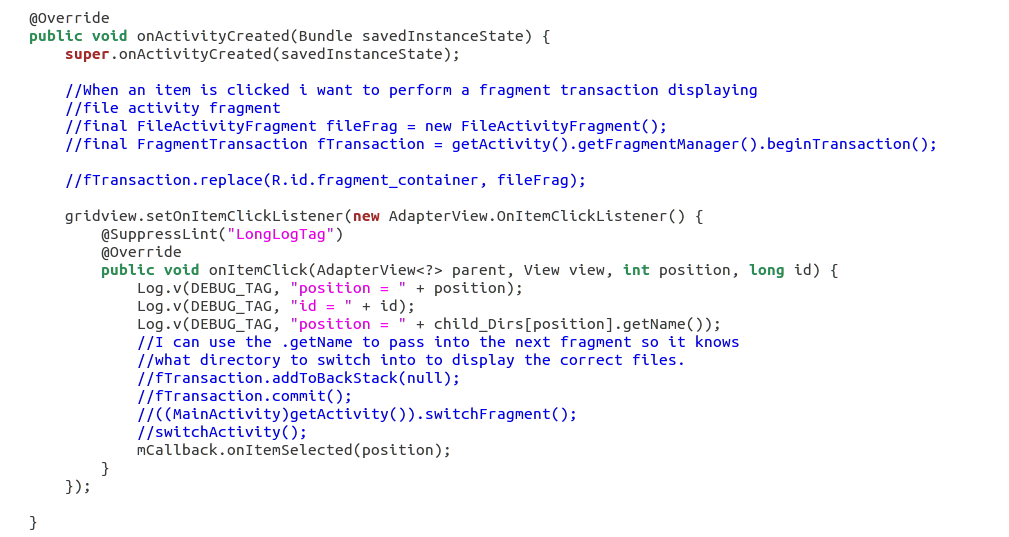 @Override
public void onActivityCreated(Bundle savedInstanceState) {
    super.onActivityCreated(savedInstanceState);

    //When an item is clicked i want to perform a fragment transaction displaying
    //file activity fragment
    //final FileActivityFragment fileFrag = new FileActivityFragment();
    //final FragmentTransaction fTransaction = getActivity().getFragmentManager().beginTransaction();

    //fTransaction.replace(R.id.fragment_container, fileFrag);

    gridview.setOnItemClickListener(new AdapterView.OnItemClickListener() {
        @SuppressLint("LongLogTag")
        @Override
        public void onItemClick(AdapterView<?> parent, View view, int position, long id) {
            Log.v(DEBUG_TAG, "position = " + position);
            Log.v(DEBUG_TAG, "id = " + id);
            Log.v(DEBUG_TAG, "position = " + child_Dirs[position].getName());
            //I can use the .getName to pass into the next fragment so it knows
            //what directory to switch into to display the correct files.
            //fTransaction.addToBackStack(null);
            //fTransaction.commit();
            //((MainActivity)getActivity()).switchFragment();
            //switchActivity();
            mCallback.onItemSelected(position);
        }
    });

}